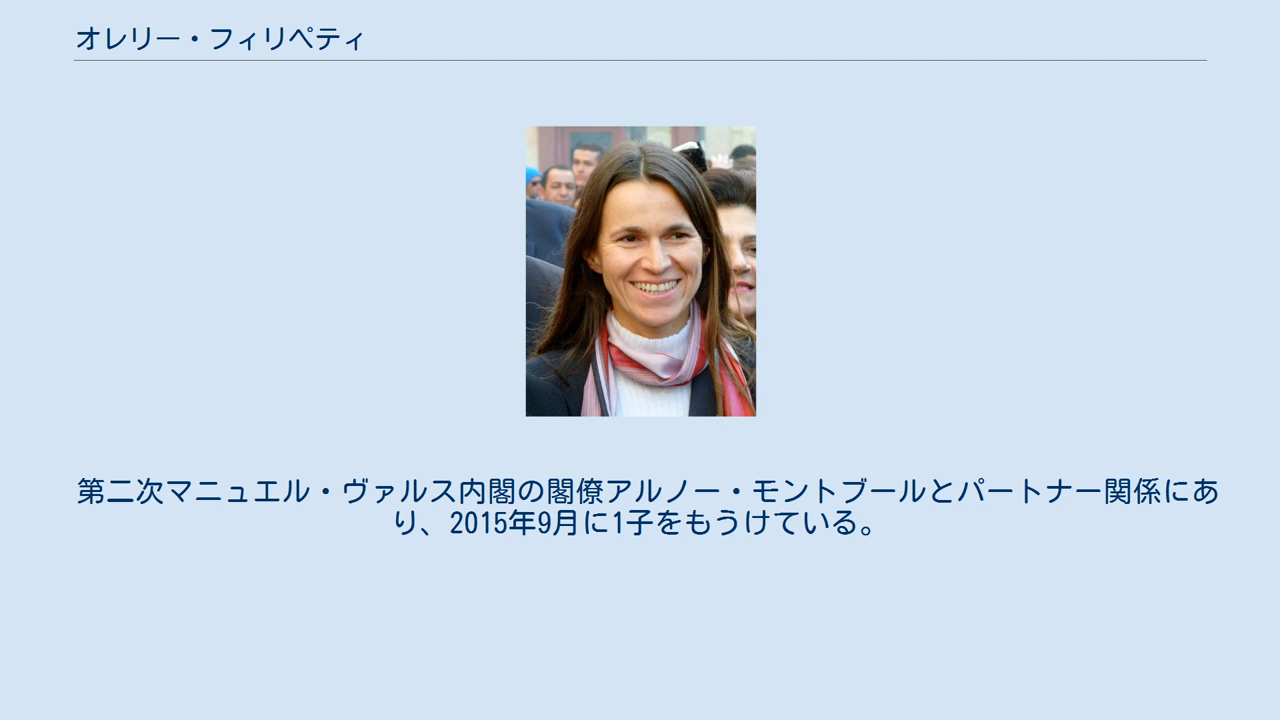 オレリー・フィリペティ
第二次マニュエル・ヴァルス内閣の閣僚アルノー・モントブールとパートナー関係にあ
り、2015年9月に1子をもうけている。